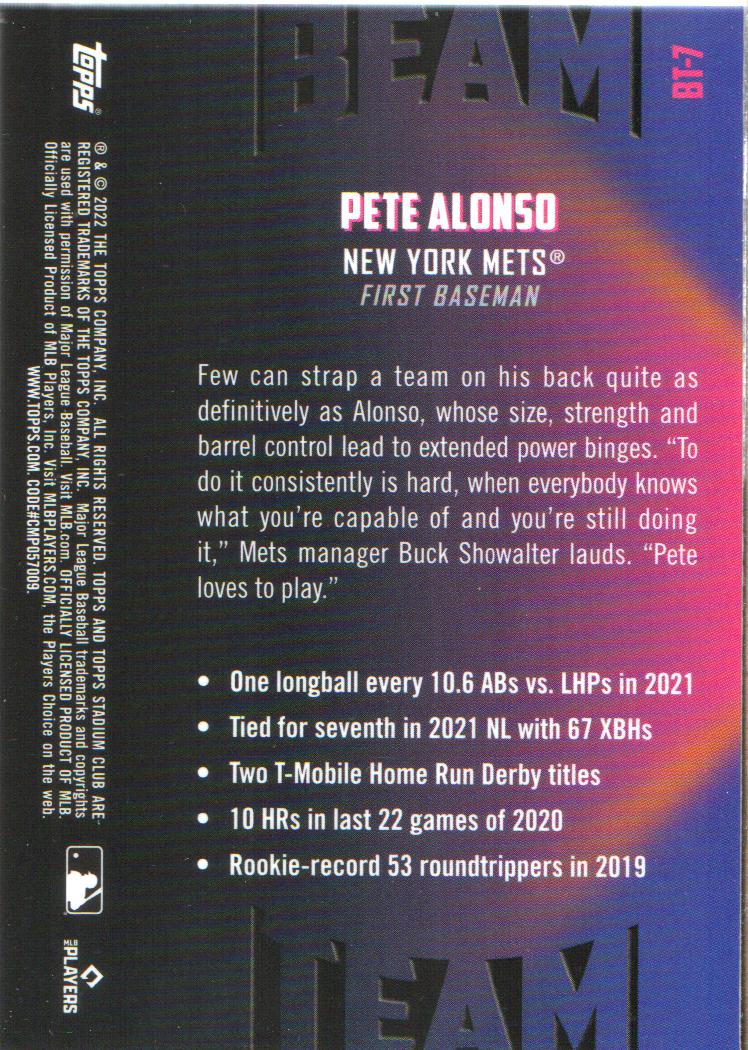 BEAM
BT-7
PETE ALONSO
NEW YORK METS®
FIRST BASEMAN
Few can strap a team on his back quite as
definitively as Alonso, whose size, strength and
barrel control lead to extended power binges. “To
do it consistently is hard, when everybody knows
what you’re capable of and you’re still doing
it,” Mets manager Buck Showalter lauds. “Pete
loves to play.”
• One longball every 10.6 ABs vs. LHPs in 2021
• Tied for seventh in 2021 NL with 67 XBHs
• Two T-Mobile Home Run Derby titles
• 10 HRs in last 22 games of 2020
• Rookie-record 53 roundtrippers in 2019
TEAM
Topps®
® & © 2022 THE TOPPS COMPANY, INC. ALL RIGHTS RESERVED. TOPPS AND TOPPS STADIUM CLUB ARE
REGISTERED TRADEMARKS OF THE TOPPS COMPANY, INC. Major League Baseball trademarks and copyrights
are used with permission of Major League Baseball. Visit MLB.com. OFFICIALLY LICENSED PRODUCT OF MLB
Officially Licensed Product of MLB Players, Inc. Visit MLBPLAYERS.COM, the Players Choice on the web.
WWW.TOPPS.COM. CODE#CMP057009.
MLB
PLAYERS